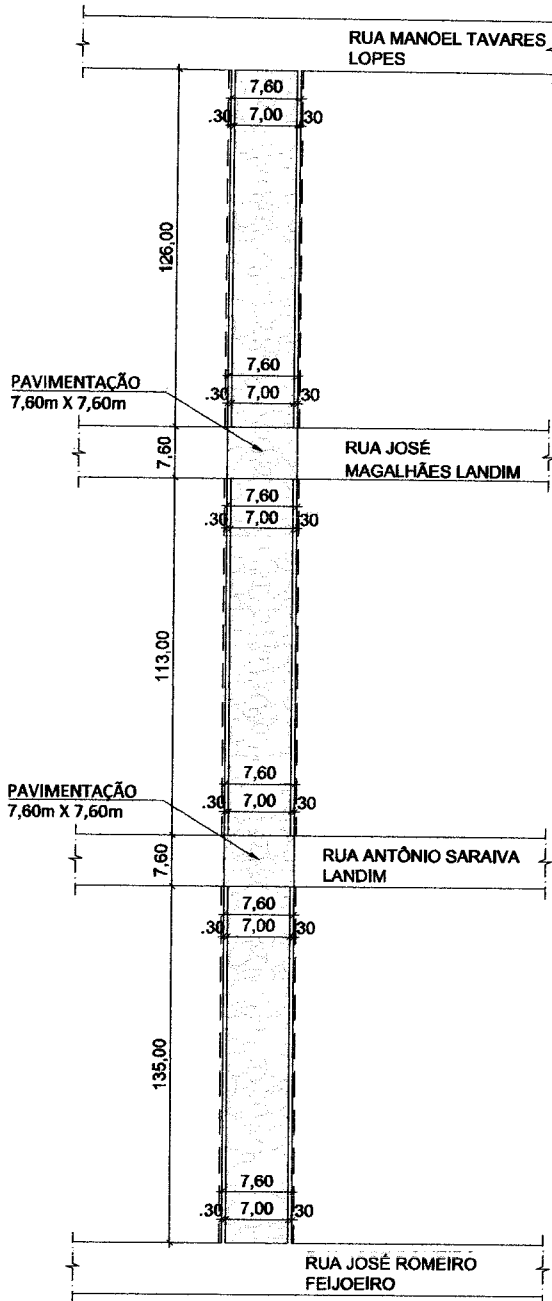 RUA MANOEL TAVARES
LOPES
7,60
.30 7,00 30
126,00
7,60
.30 7,00 30
PAVIMENTAÇÃO
7,60m X 7,60m
7,60
RUA JOSÉ
MAGALHÃES LANDIM
7,60
.30 7,00 30
113,00
7,60
.30 7,00 30
PAVIMENTAÇÃO
7,60m X 7,60m
7,60
RUA ANTÔNIO SARAIVA
LANDIM
7,60
.30 7,00 30
135,00
7,60
.30 7,00 30
RUA JOSÉ ROMEIRO
FEIJOEIRO